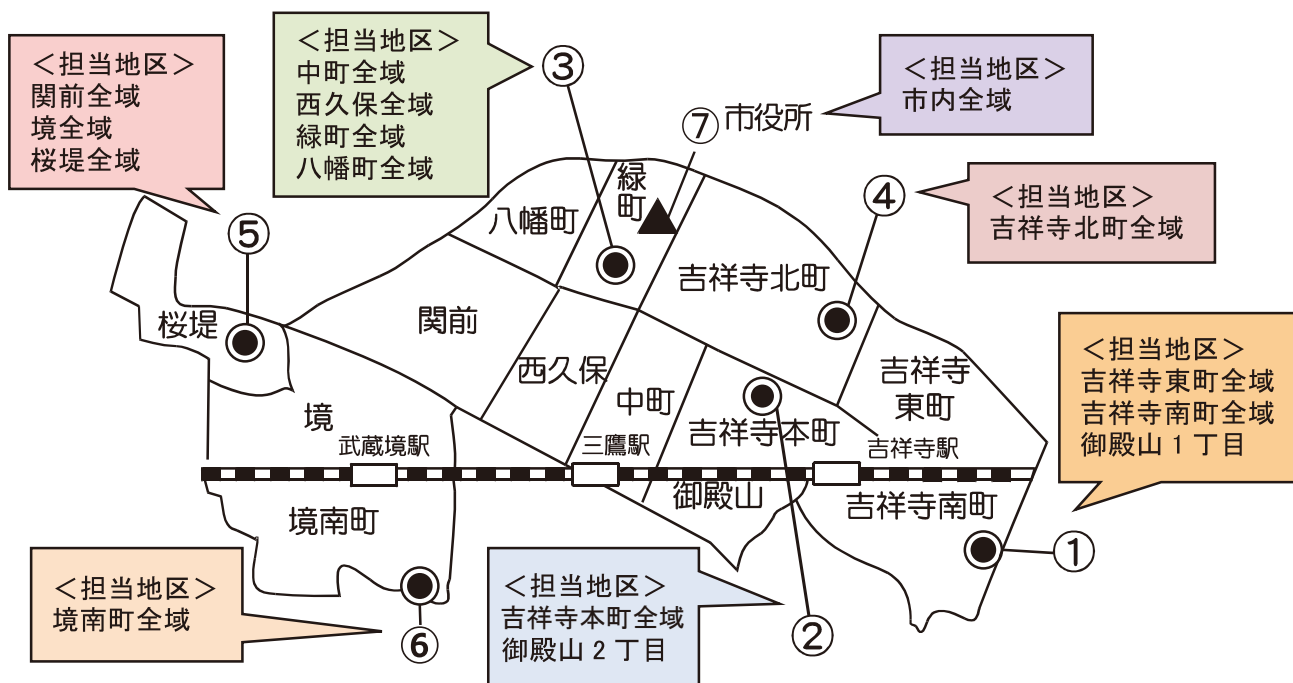 ＜担当地区＞
関前全域
境全域
桜堤全域
＜担当地区＞
中町全域
西久保全域
緑町全域
八幡町全域
③
⑦市役所
＜担当地区＞
市内全域
④
＜担当地区＞
吉祥寺北町全域
⑤
緑町
八幡町
吉祥寺北町
桜堤
関前
西久保
中町
吉祥寺
東町
吉祥寺本町
境
武蔵境駅
三鷹駅
吉祥寺駅
＜担当地区＞
吉祥寺東町全域
吉祥寺南町全域
御殿山１丁目
境南町
御殿山
吉祥寺南町
①
＜担当地区＞
境南町全域
⑥
＜担当地区＞
吉祥寺本町全域
御殿山２丁目
②